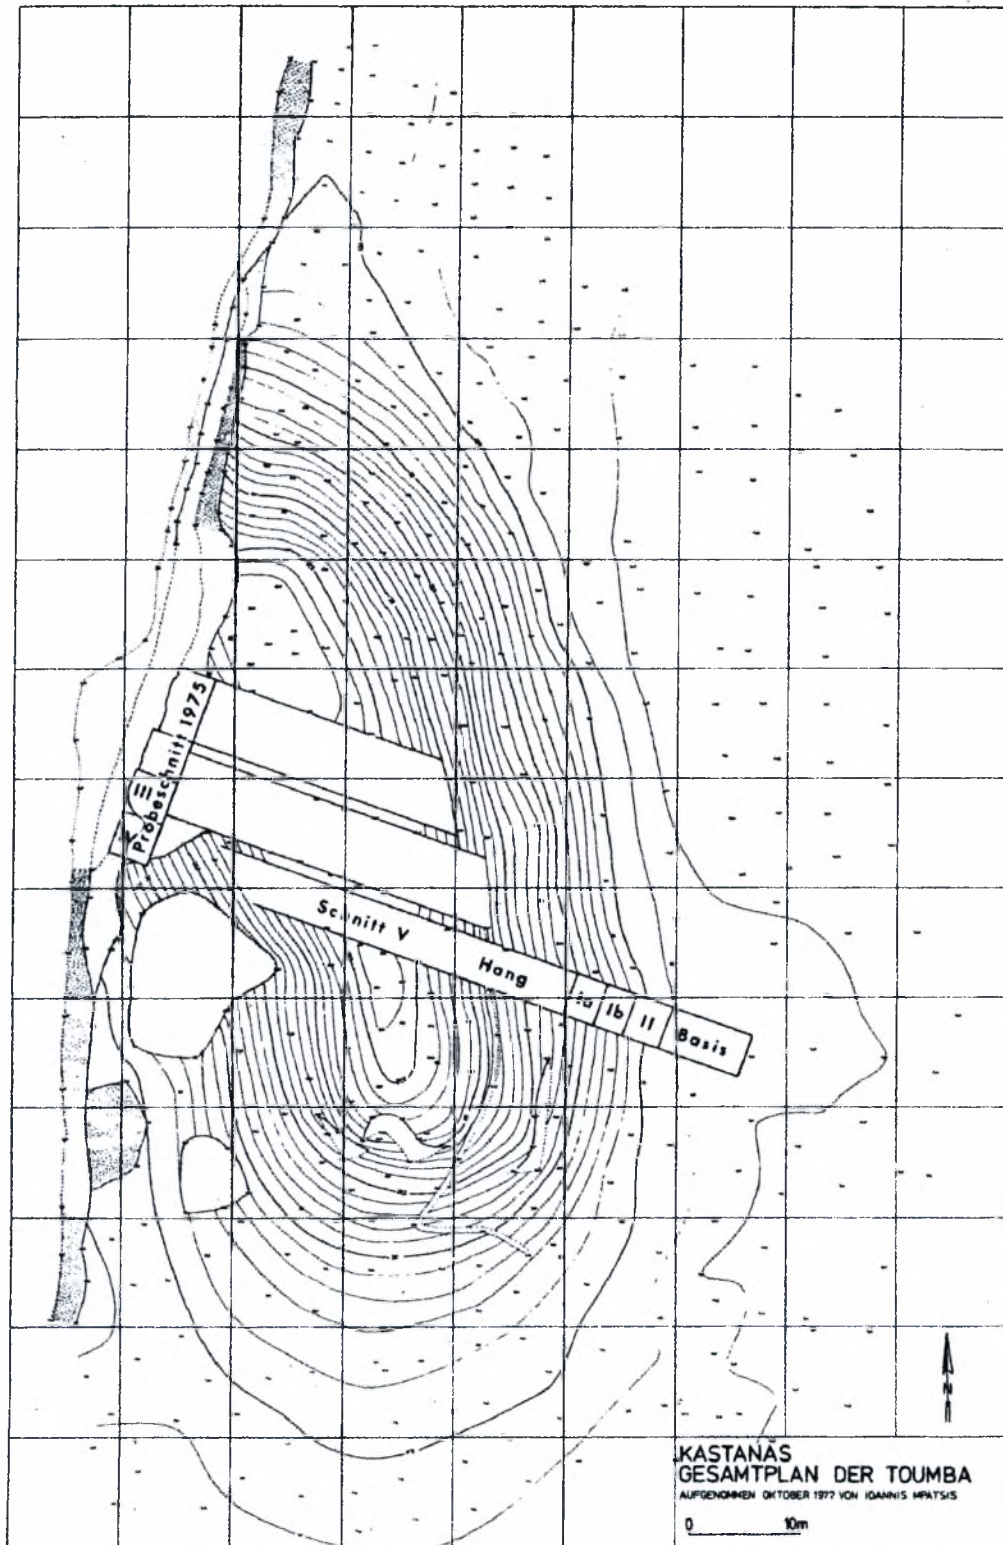 Probeschnitt 1975
III
IV
Schnitt V
Hang
Ia
Ib
II
Basis
N
KASTANAS
GESAMTPLAN DER TOUMBA
AUFGENOMMEN OKTOBER 1977 VON IOANNIS MPATSIS
0 10m